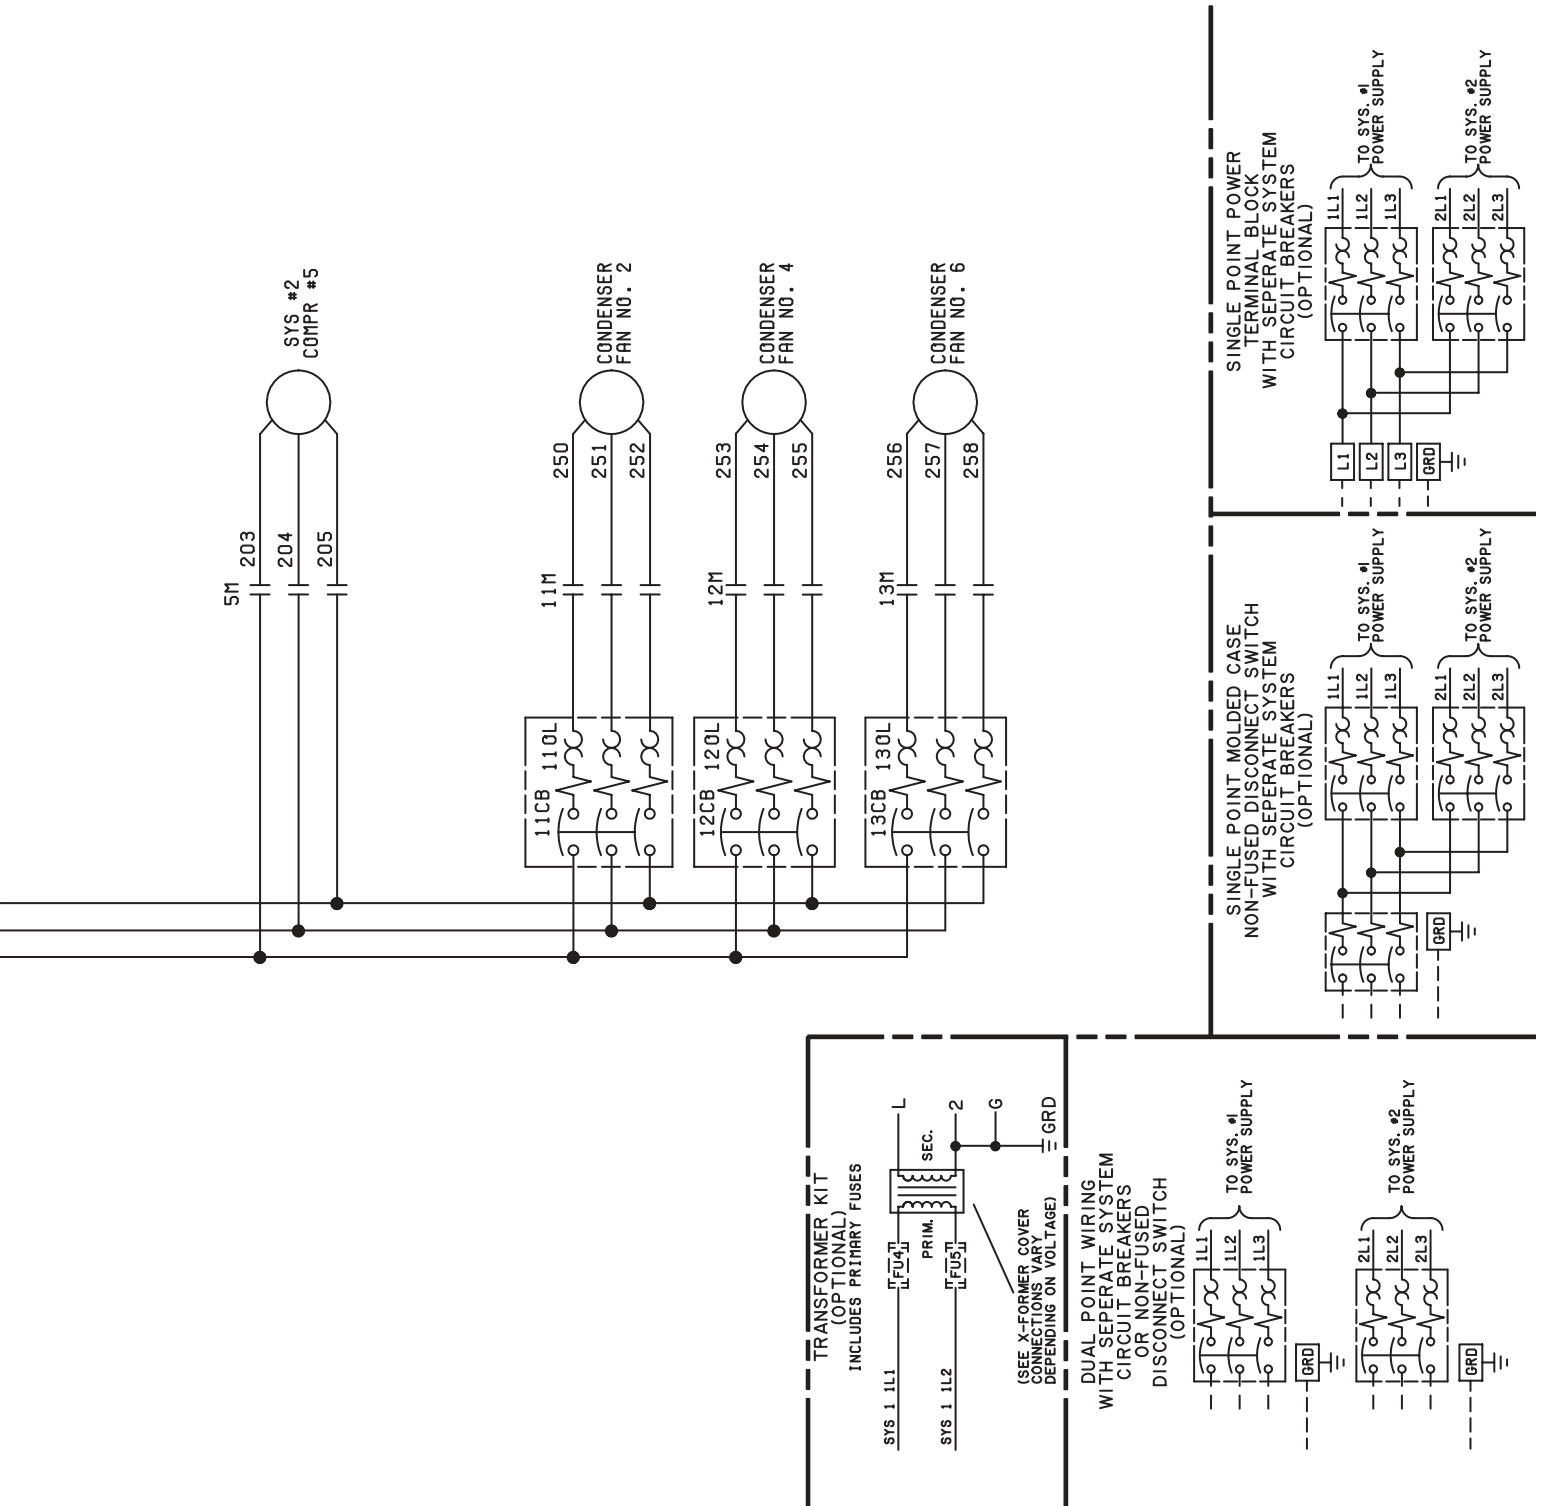 SYS #2
COMPR #5
203
204
205
5M
CONDENSER
FAN NO. 2
250
251
252
11M
11OL
11CB
CONDENSER
FAN NO. 4
253
254
255
12M
12OL
12CB
CONDENSER
FAN NO. 6
256
257
258
13M
13OL
13CB
SINGLE POINT POWER
TERMINAL BLOCK
WITH SEPERATE SYSTEM
CIRCUIT BREAKERS
(OPTIONAL)
TO SYS. #1
POWER SUPPLY
1L1
1L2
1L3
TO SYS. #2
POWER SUPPLY
2L1
2L2
2L3
L1
L2
L3
GRD
SINGLE POINT MOLDED CASE
NON-FUSED DISCONNECT SWITCH
WITH SEPERATE SYSTEM
CIRCUIT BREAKERS
(OPTIONAL)
TO SYS. #1
POWER SUPPLY
1L1
1L2
1L3
TO SYS. #2
POWER SUPPLY
2L1
2L2
2L3
GRD
TRANSFORMER KIT
(OPTIONAL)
INCLUDES PRIMARY FUSES
L
2
G
GRD
SEC.
PRIM.
FU4
FU5
SYS 1 1L1
SYS 1 1L2
(SEE X-FORMER COVER
CONNECTIONS VARY
DEPENDING ON VOLTAGE)
DUAL POINT WIRING
WITH SEPERATE SYSTEM
CIRCUIT BREAKERS
OR NON-FUSED
DISCONNECT SWITCH
(OPTIONAL)
TO SYS. #1
POWER SUPPLY
1L1
1L2
1L3
GRD
TO SYS. #2
POWER SUPPLY
2L1
2L2
2L3
GRD